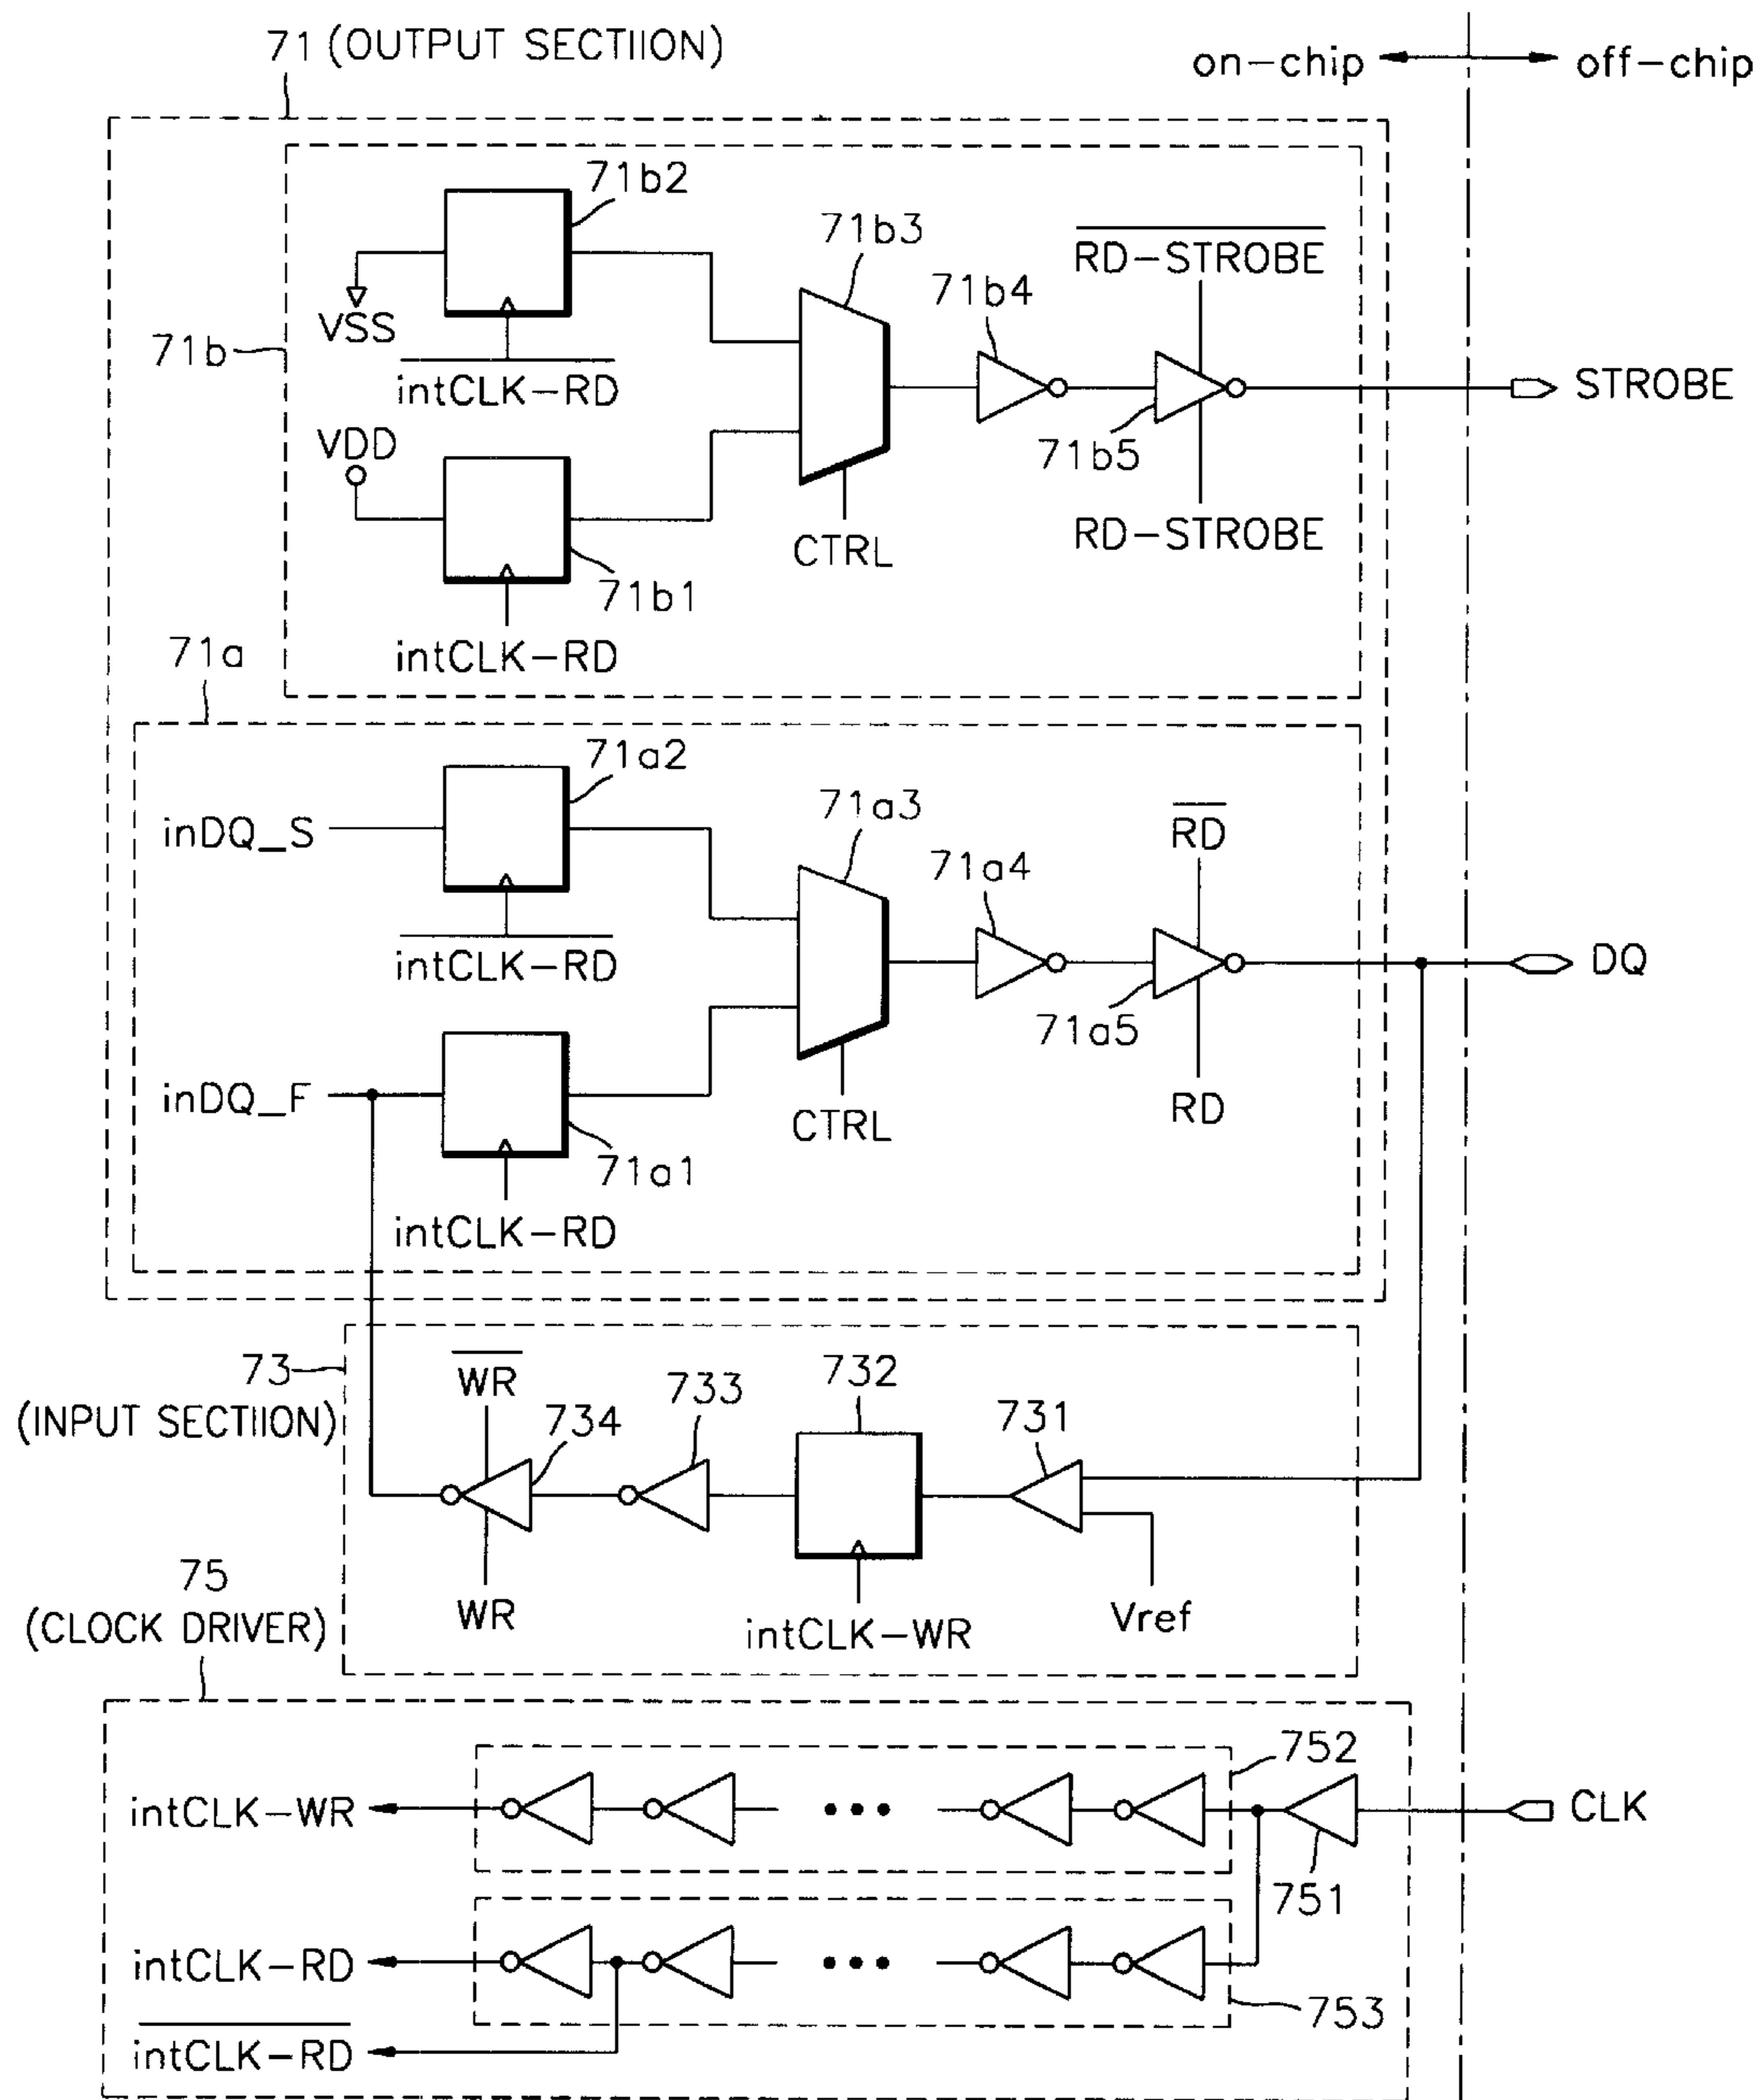 71 (OUTPUT SECTIION)
on-chip
off-chip
71b2
71b3
RD-STROBE
71b4
VSS
71b
intCLK-RD
STROBE
VDD
71b5
RD-STROBE
CTRL
71b1
intCLK-RD
71a
71a2
71a3
inDQ_S
RD
71a4
intCLK-RD
DQ
71a5
inDQ_F
RD
CTRL
71a1
intCLK-RD
73
(INPUT SECTIION)
WR
734
733
732
731
WR
intCLK-WR
Vref
75
(CLOCK DRIVER)
752
intCLK-WR
CLK
751
intCLK-RD
753
intCLK-RD